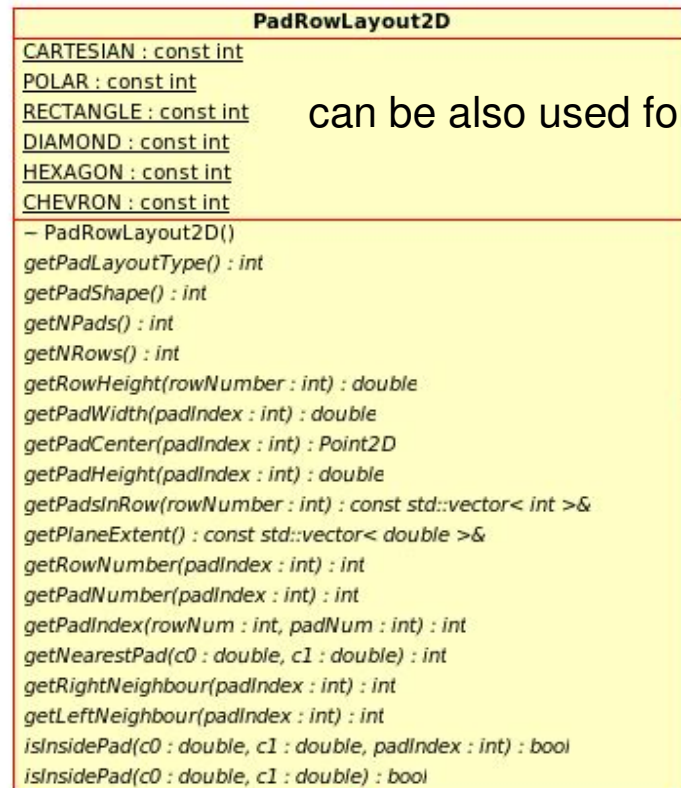 PadRowLayout2D
CARTESIAN : const int
POLAR : const int
RECTANGLE : const int
can be also used fo
DIAMOND : const int
HEXAGON : const int
CHEVRON : const int
− PadRowLayout2D()
getPadLayoutType() : int
getPadShape() : int
getNPads() : int
getNRows() : int
getRowHeight(rowNumber : int) : double
getPadWidth(padIndex : int) : double
getPadCenter(padIndex : int) : Point2D
getPadHeight(padIndex : int) : double
getPadsInRow(rowNumber : int) : const std::vector< int >&
getPlaneExtent() : const std::vector< double >&
getRowNumber(padIndex : int) : int
getPadNumber(padIndex : int) : int
getPadIndex(rowNum : int, padNum : int) : int
getNearestPad(c0 : double, c1 : double) : int
getRightNeighbour(padIndex : int) : int
getLeftNeighbour(padIndex : int) : int
isInsidePad(c0 : double, c1 : double, padIndex : int) : bool
isInsidePad(c0 : double, c1 : double) : bool